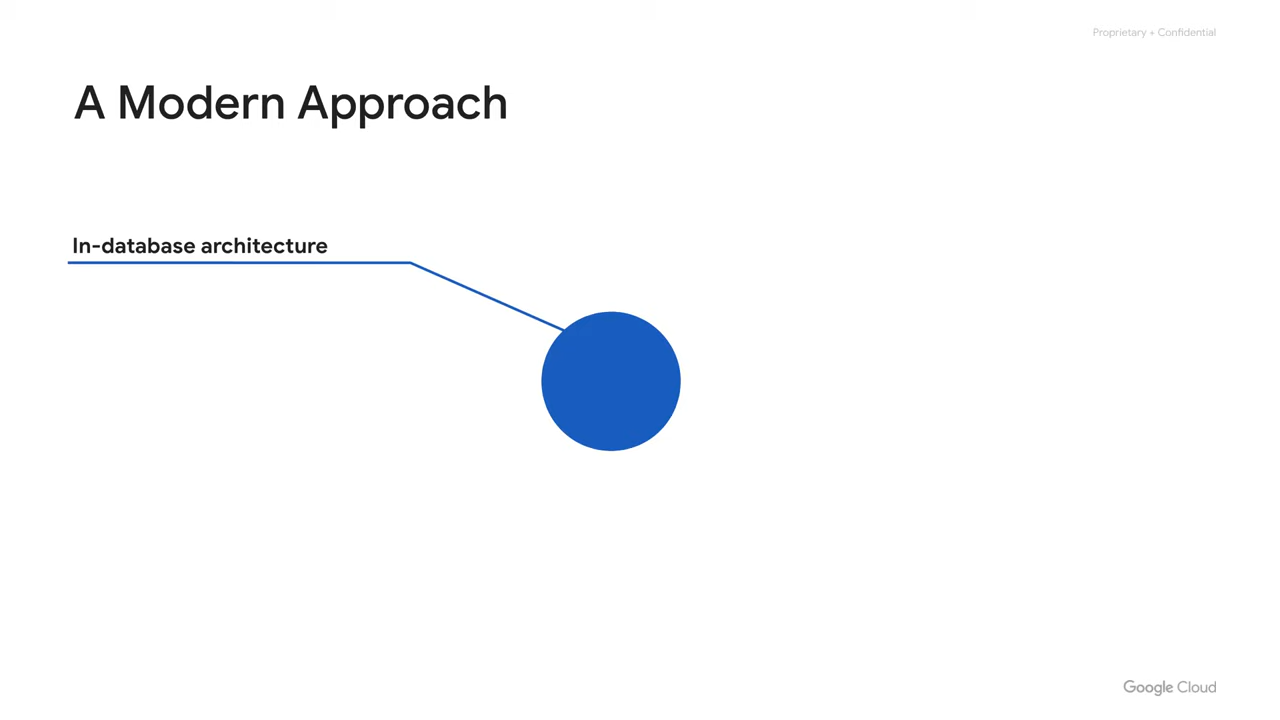 Proprietary + Confidential
A Modern Approach
In-database architecture
Google Cloud